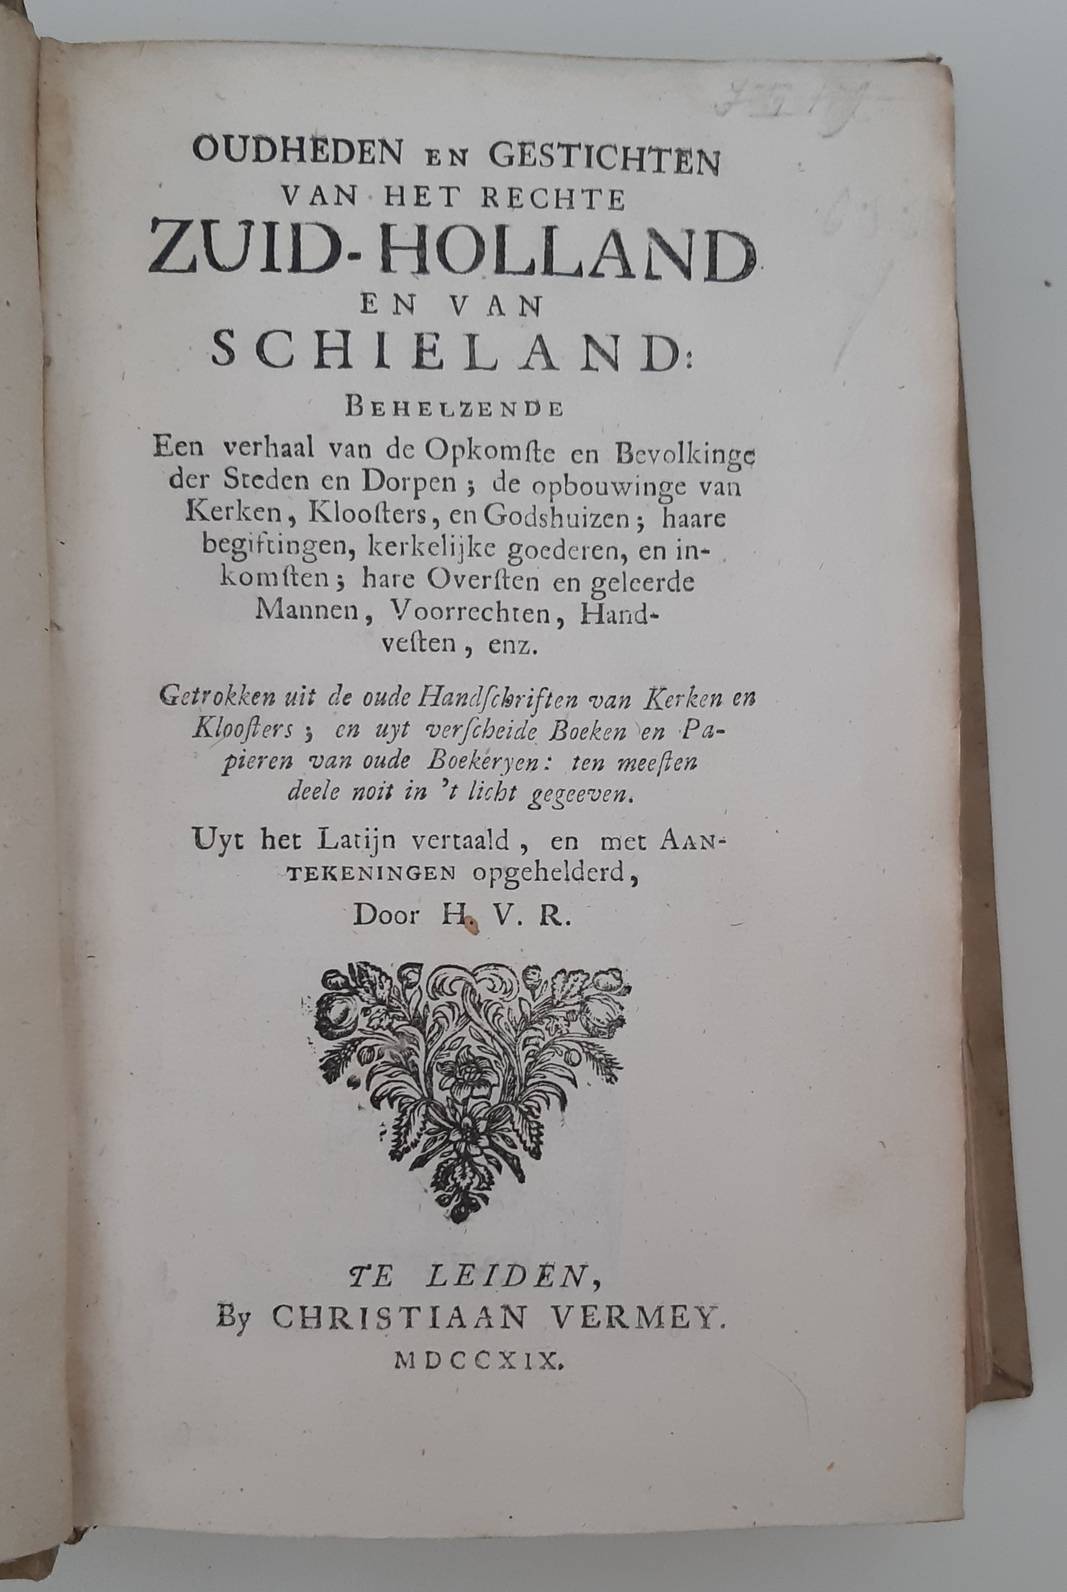 OUDHEDEN EN GESTICHTEN
VAN HET RECHTE
ZUID-HOLLAND
EN VAN
SCHIELAND:
BEHELZENDE
Een verhaal van de Opkomſte en Bevolkinge
der Steden en Dorpen; de opbouwinge van
Kerken, Klooſters, en Godshuizen; haare
begiftingen, kerkelijke goederen, en in-
komſten; hare Overſten en geleerde
Mannen, Voorrechten, Hand-
veſten, enz.
Getrokken uit de oude Handſchriften van Kerken en
Klooſters; en uyt verſcheide Boeken en Pa-
pieren van oude Boekeryen: ten meeſten
deele noit in 't licht gegeeven.
Uyt het Latijn vertaald, en met AAN-
TEKENINGEN opgehelderd,
Door H. V. R.
TE LEIDEN,
By CHRISTIAAN VERMEY.
MDCCXIX.